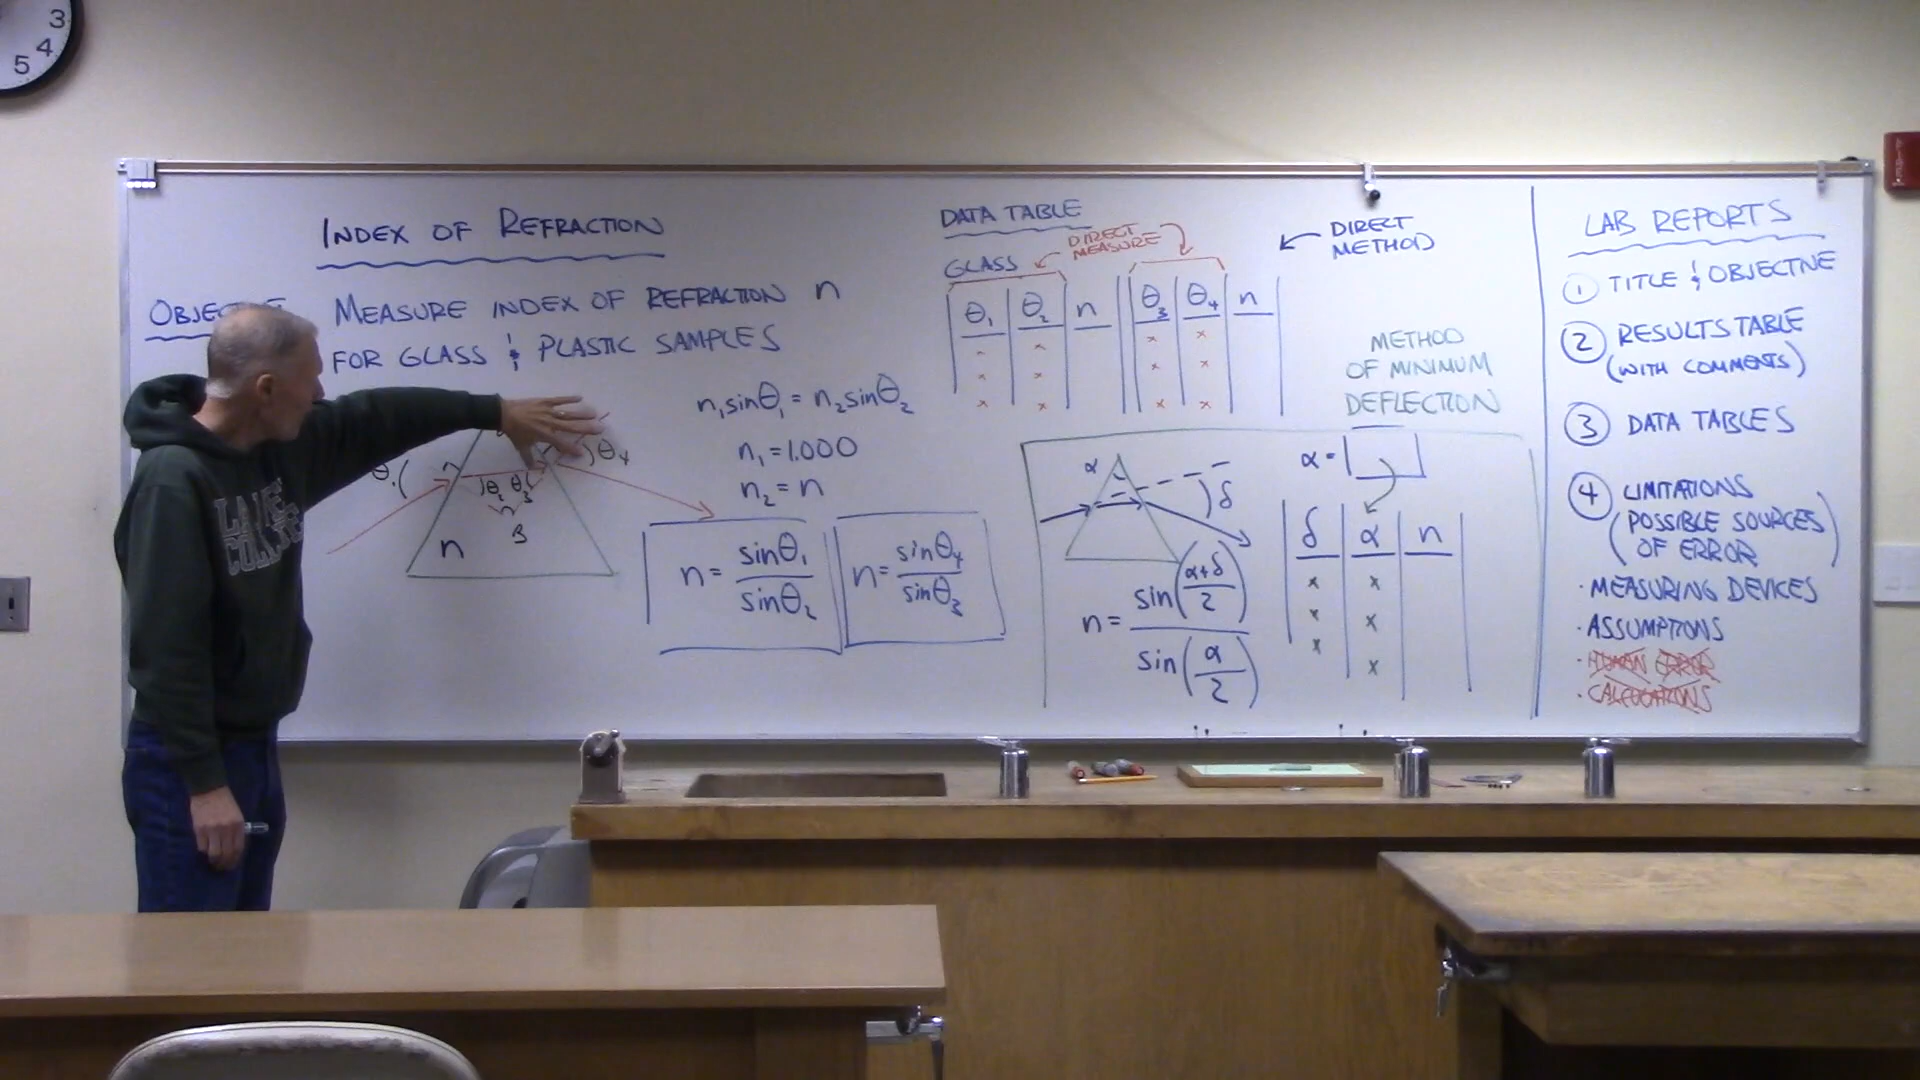 3
4
5
INDEX OF REFRACTION
MEASURE INDEX OF REFRACTION n
FOR GLASS & PLASTIC SAMPLES
n₁sinθ₁ = n₂sinθ₂
n₁ = 1.000
n₂ = n
θ₁
θ₂ θ₃
θ₄
β
n
n = sinθ₁/sinθ₂
n = sinθ₄/sinθ₃
DATA TABLE
DIRECT
MEASURE
GLASS
θ₁ θ₂ n θ₃ θ₄ n
DIRECT
METHOD
METHOD
OF MINIMUM
DEFLECTION
α
δ
α =
n = sin((α+δ)/2)/sin(α/2)
δ α n
LAB REPORTS
① TITLE & OBJECTIVE
② RESULTS TABLE
(WITH COMMENTS)
③ DATA TABLES
④ LIMITATIONS
(POSSIBLE SOURCES
OF ERROR)
· MEASURING DEVICES
· ASSUMPTIONS
· HUMAN ERROR
· CALCULATIONS